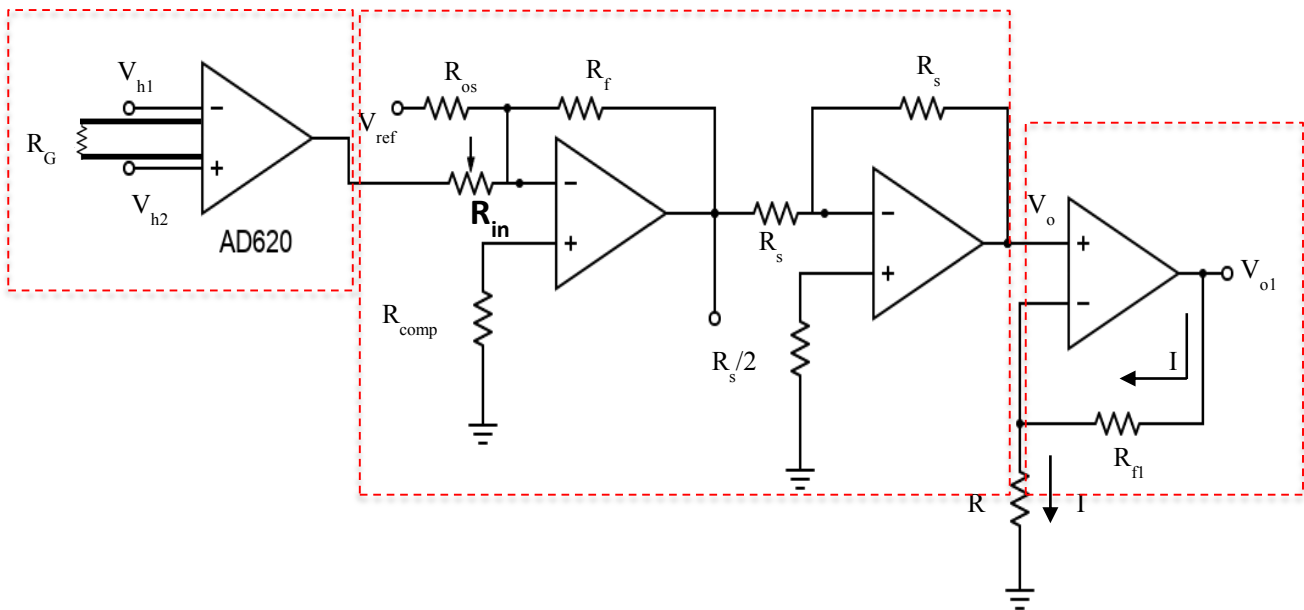 V_h1
R_G
V_h2
AD620
V_ref
R_os
R_f
R_in
R_comp
R_s
R_s
R_s/2
V_o
V_o1
I
R_f1
R
I